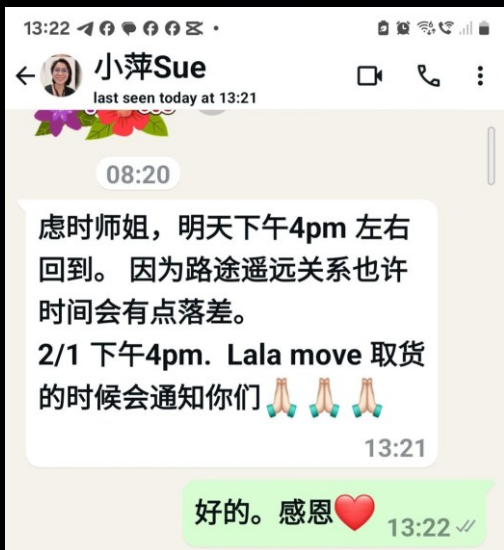 13:22
小萍Sue
last seen today at 13:21
08:20
虑时师姐，明天下午4pm 左右
回到。 因为路途遥远关系也许
时间会有点落差。
2/1 下午4pm.  Lala move 取货
的时候会通知你们🙏🏻 🙏🏻 🙏🏻
13:21
好的。感恩❤️
13:22